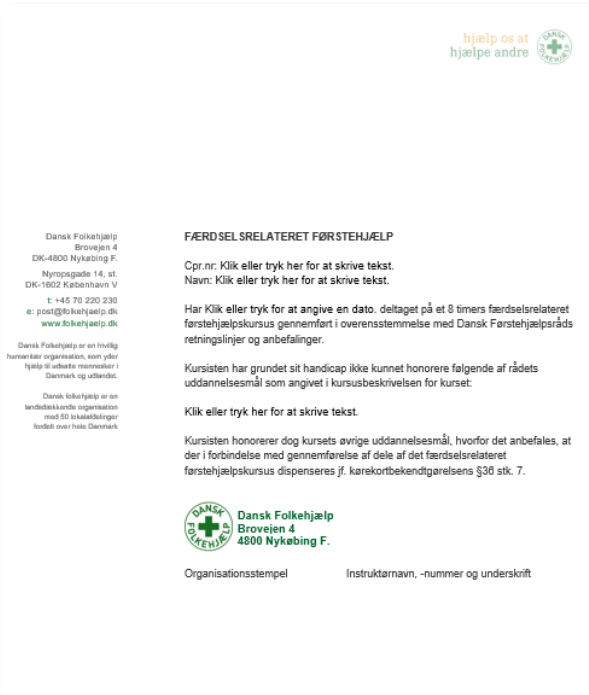 hjælp os at
hjælpe andre
DANSK
FOLKEHJÆLP
Dansk Folkehjælp
Brovejen 4
DK-4800 Nykøbing F.
Nyropsgade 14, st.
DK-1602 København V
t: +45 70 220 230
e: post@folkehjaelp.dk
www.folkehjaelp.dk
Dansk Folkehjælp er en frivillig
humanitær organisation, som yder
hjælp til udsatte mennesker i
Danmark og udlandet.
Dansk folkehjælp er en
landsdækkende organisation
med 50 lokalafdelinger
fordelt over hele Danmark
FÆRDSELSRELATERET FØRSTEHJÆLP
Cpr.nr: Klik eller tryk her for at skrive tekst.
Navn: Klik eller tryk her for at skrive tekst.
Har Klik eller tryk for at angive en dato. deltaget på et 8 timers færdselsrelateret
førstehjælpskursus gennemført i overensstemmelse med Dansk Førstehjælpsråds
retningslinjer og anbefalinger.
Kursisten har grundet sit handicap ikke kunnet honorere følgende af rådets
uddannelsesmål som angivet i kursusbeskrivelsen for kurset:
Klik eller tryk her for at skrive tekst.
Kursisten honorerer dog kursets øvrige uddannelsesmål, hvorfor det anbefales, at
der i forbindelse med gennemførelse af dele af det færdselsrelateret
førstehjælpskursus dispenseres jf. kørekortbekendtgørelsens §36 stk. 7.
DANSK
FOLKEHJÆLP
Dansk Folkehjælp
Brovejen 4
4800 Nykøbing F.
Organisationsstempel Instruktørnavn, -nummer og underskrift